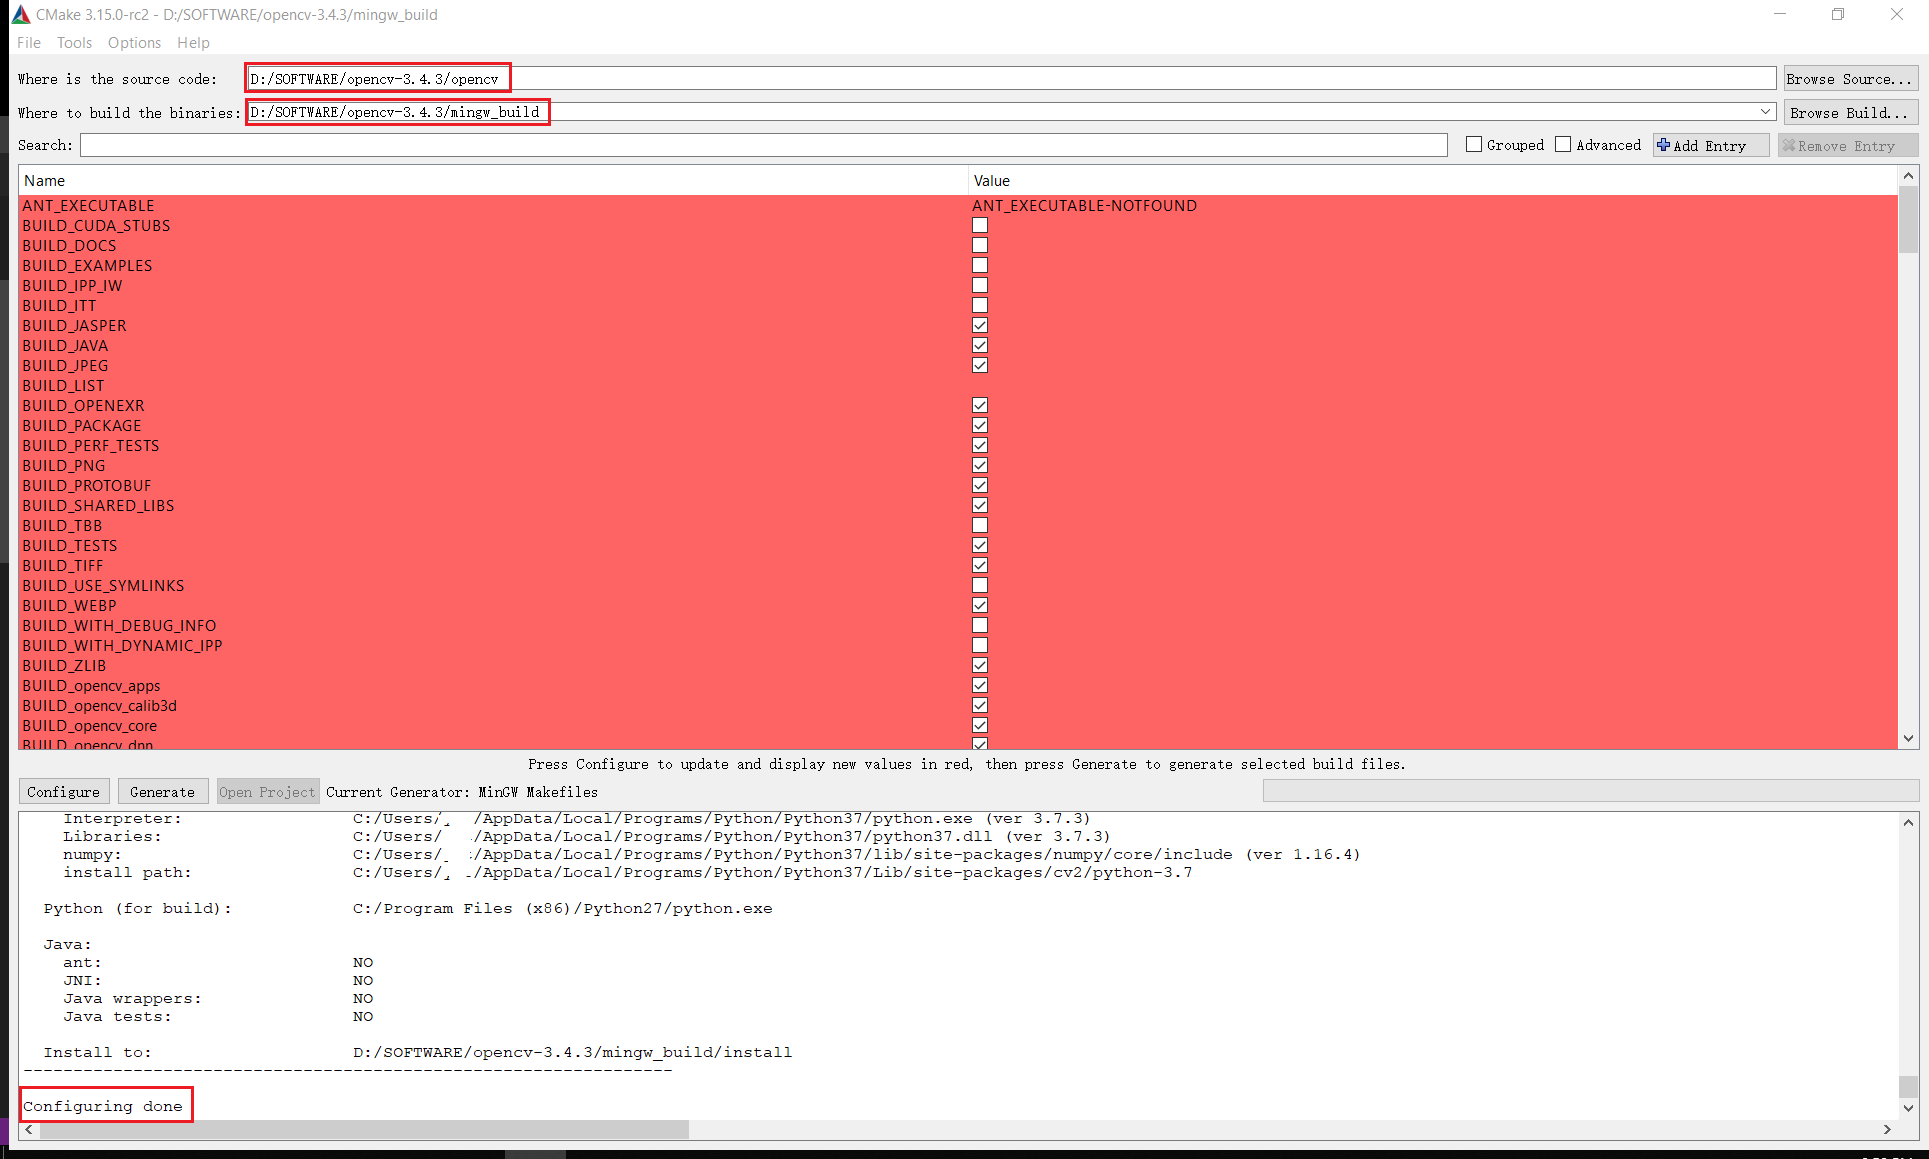 CMake 3.15.0-rc2 - D:/SOFTWARE/opencv-3.4.3/mingw_build
File Tools Options Help
Where is the source code: D:/SOFTWARE/opencv-3.4.3/opencv Browse Source...
Where to build the binaries: D:/SOFTWARE/opencv-3.4.3/mingw_build Browse Build...
Search: Grouped Advanced Add Entry Remove Entry
Name Value
ANT_EXECUTABLE ANT_EXECUTABLE-NOTFOUND
BUILD_CUDA_STUBS
BUILD_DOCS
BUILD_EXAMPLES
BUILD_IPP_IW
BUILD_ITT
BUILD_JASPER
BUILD_JAVA
BUILD_JPEG
BUILD_LIST
BUILD_OPENEXR
BUILD_PACKAGE
BUILD_PERF_TESTS
BUILD_PNG
BUILD_PROTOBUF
BUILD_SHARED_LIBS
BUILD_TBB
BUILD_TESTS
BUILD_TIFF
BUILD_USE_SYMLINKS
BUILD_WEBP
BUILD_WITH_DEBUG_INFO
BUILD_WITH_DYNAMIC_IPP
BUILD_ZLIB
BUILD_opencv_apps
BUILD_opencv_calib3d
BUILD_opencv_core
BUILD_opencv_dnn
Press Configure to update and display new values in red, then press Generate to generate selected build files.
Configure Generate Open Project Current Generator: MinGW Makefiles
Interpreter: C:/Users/ /AppData/Local/Programs/Python/Python37/python.exe (ver 3.7.3)
Libraries: C:/Users/ /AppData/Local/Programs/Python/Python37/python37.dll (ver 3.7.3)
numpy: C:/Users/ /AppData/Local/Programs/Python/Python37/lib/site-packages/numpy/core/include (ver 1.16.4)
install path: C:/Users/ /AppData/Local/Programs/Python/Python37/Lib/site-packages/cv2/python-3.7
Python (for build): C:/Program Files (x86)/Python27/python.exe
Java:
ant: NO
JNI: NO
Java wrappers: NO
Java tests: NO
Install to: D:/SOFTWARE/opencv-3.4.3/mingw_build/install
-----------------------------------------------------------------
Configuring done